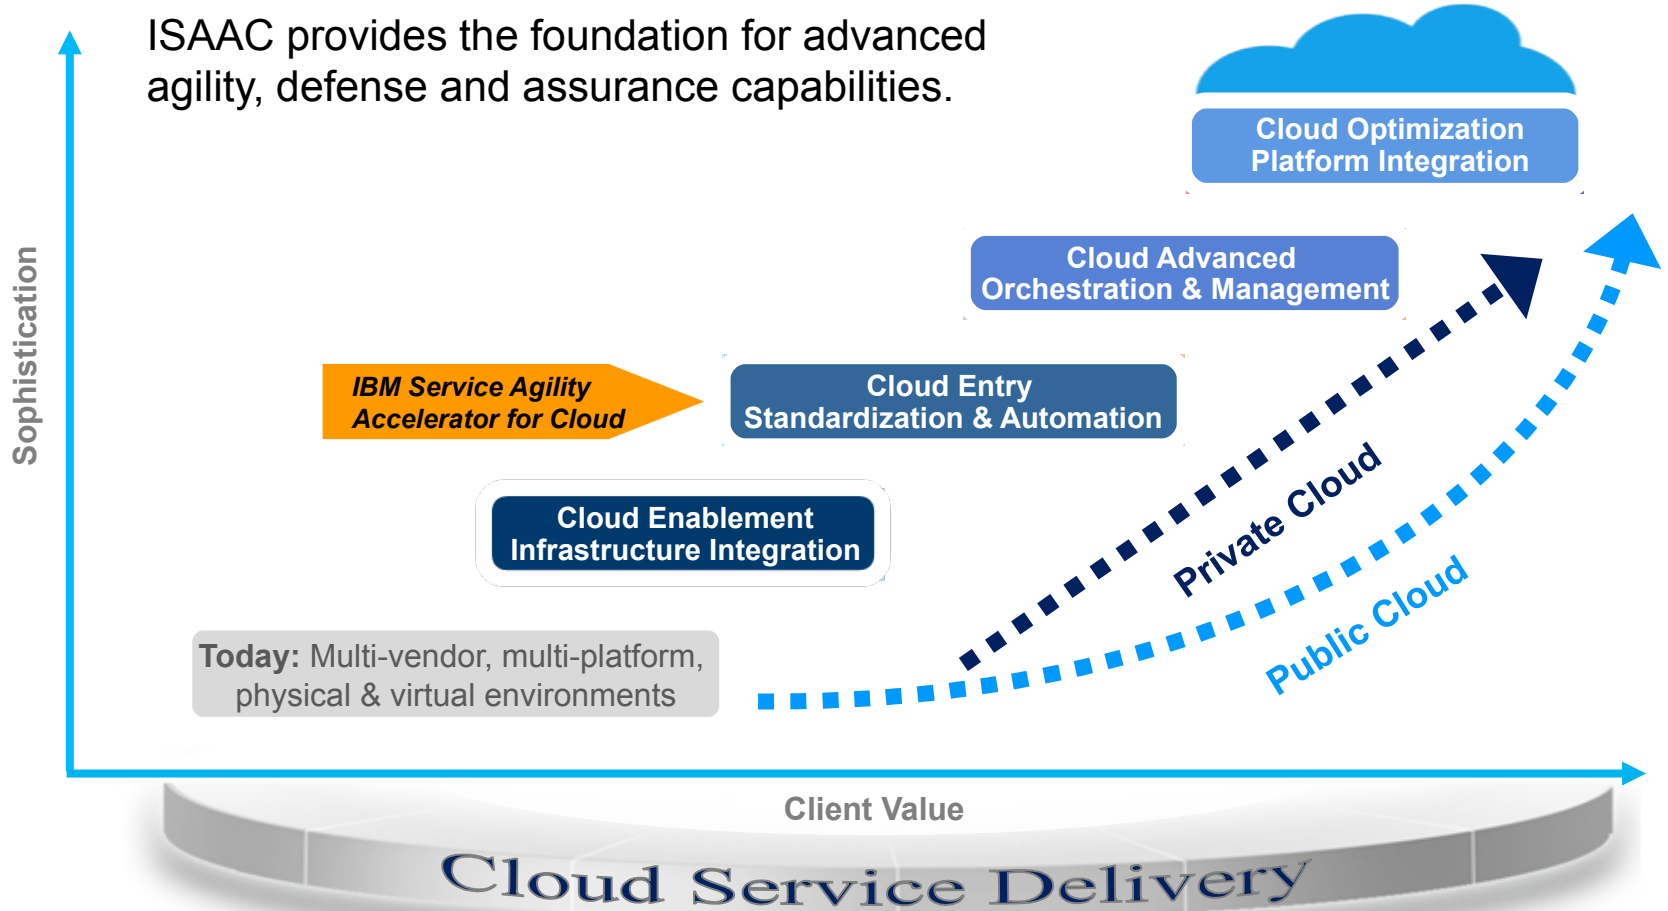 ISAAC provides the foundation for advanced
agility, defense and assurance capabilities.
Cloud Optimization
Platform Integration
Cloud Advanced
Orchestration & Management
IBM Service Agility
Accelerator for Cloud
Cloud Entry
Standardization & Automation
Cloud Enablement
Infrastructure Integration
Today: Multi-vendor, multi-platform,
physical & virtual environments
Private Cloud
Public Cloud
Sophistication
Client Value
Cloud Service Delivery